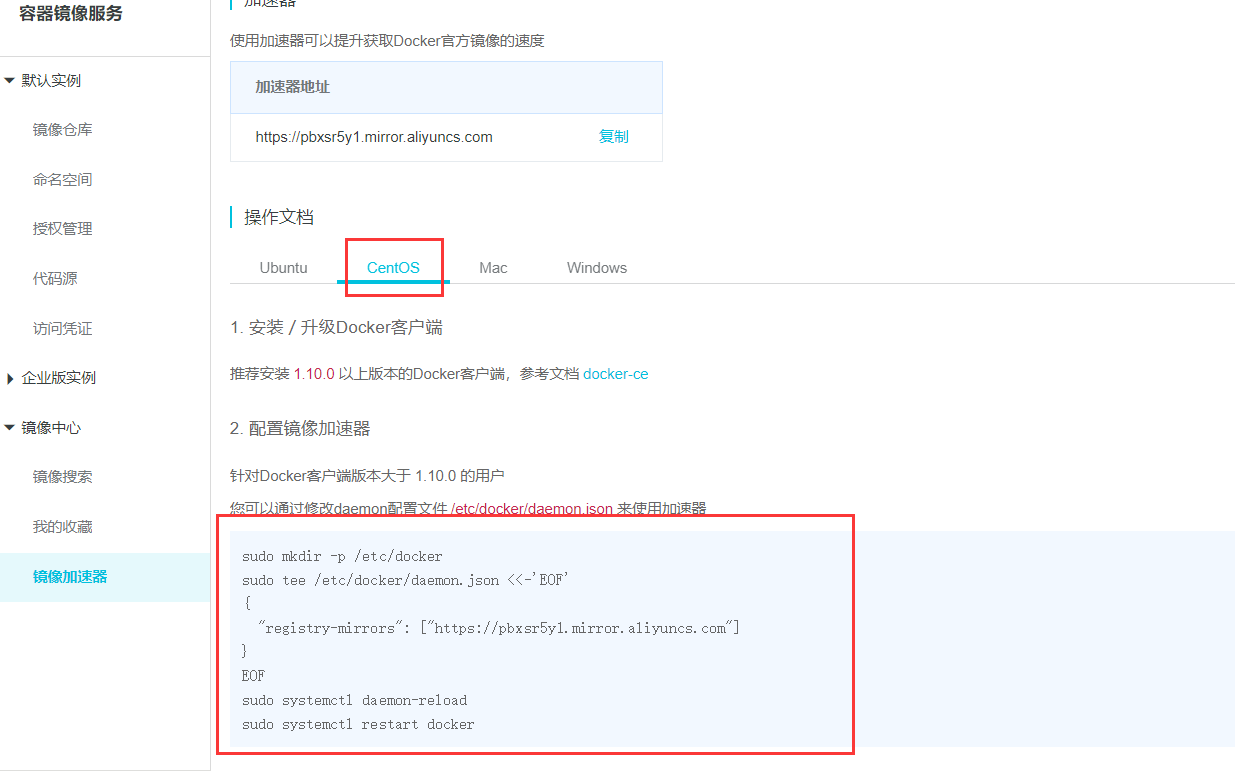 容器镜像服务
默认实例
镜像仓库
命名空间
授权管理
代码源
访问凭证
企业版实例
镜像中心
镜像搜索
我的收藏
镜像加速器
加速器
使用加速器可以提升获取Docker官方镜像的速度
加速器地址
https://pbxsr5y1.mirror.aliyuncs.com 复制
操作文档
Ubuntu CentOS Mac Windows
1. 安装 / 升级Docker客户端
推荐安装 1.10.0 以上版本的Docker客户端，参考文档 docker-ce
2. 配置镜像加速器
针对Docker客户端版本大于 1.10.0 的用户
您可以通过修改daemon配置文件 /etc/docker/daemon.json 来使用加速器
sudo mkdir -p /etc/docker
sudo tee /etc/docker/daemon.json <<-'EOF'
{
"registry-mirrors": ["https://pbxsr5y1.mirror.aliyuncs.com"]
}
EOF
sudo systemctl daemon-reload
sudo systemctl restart docker